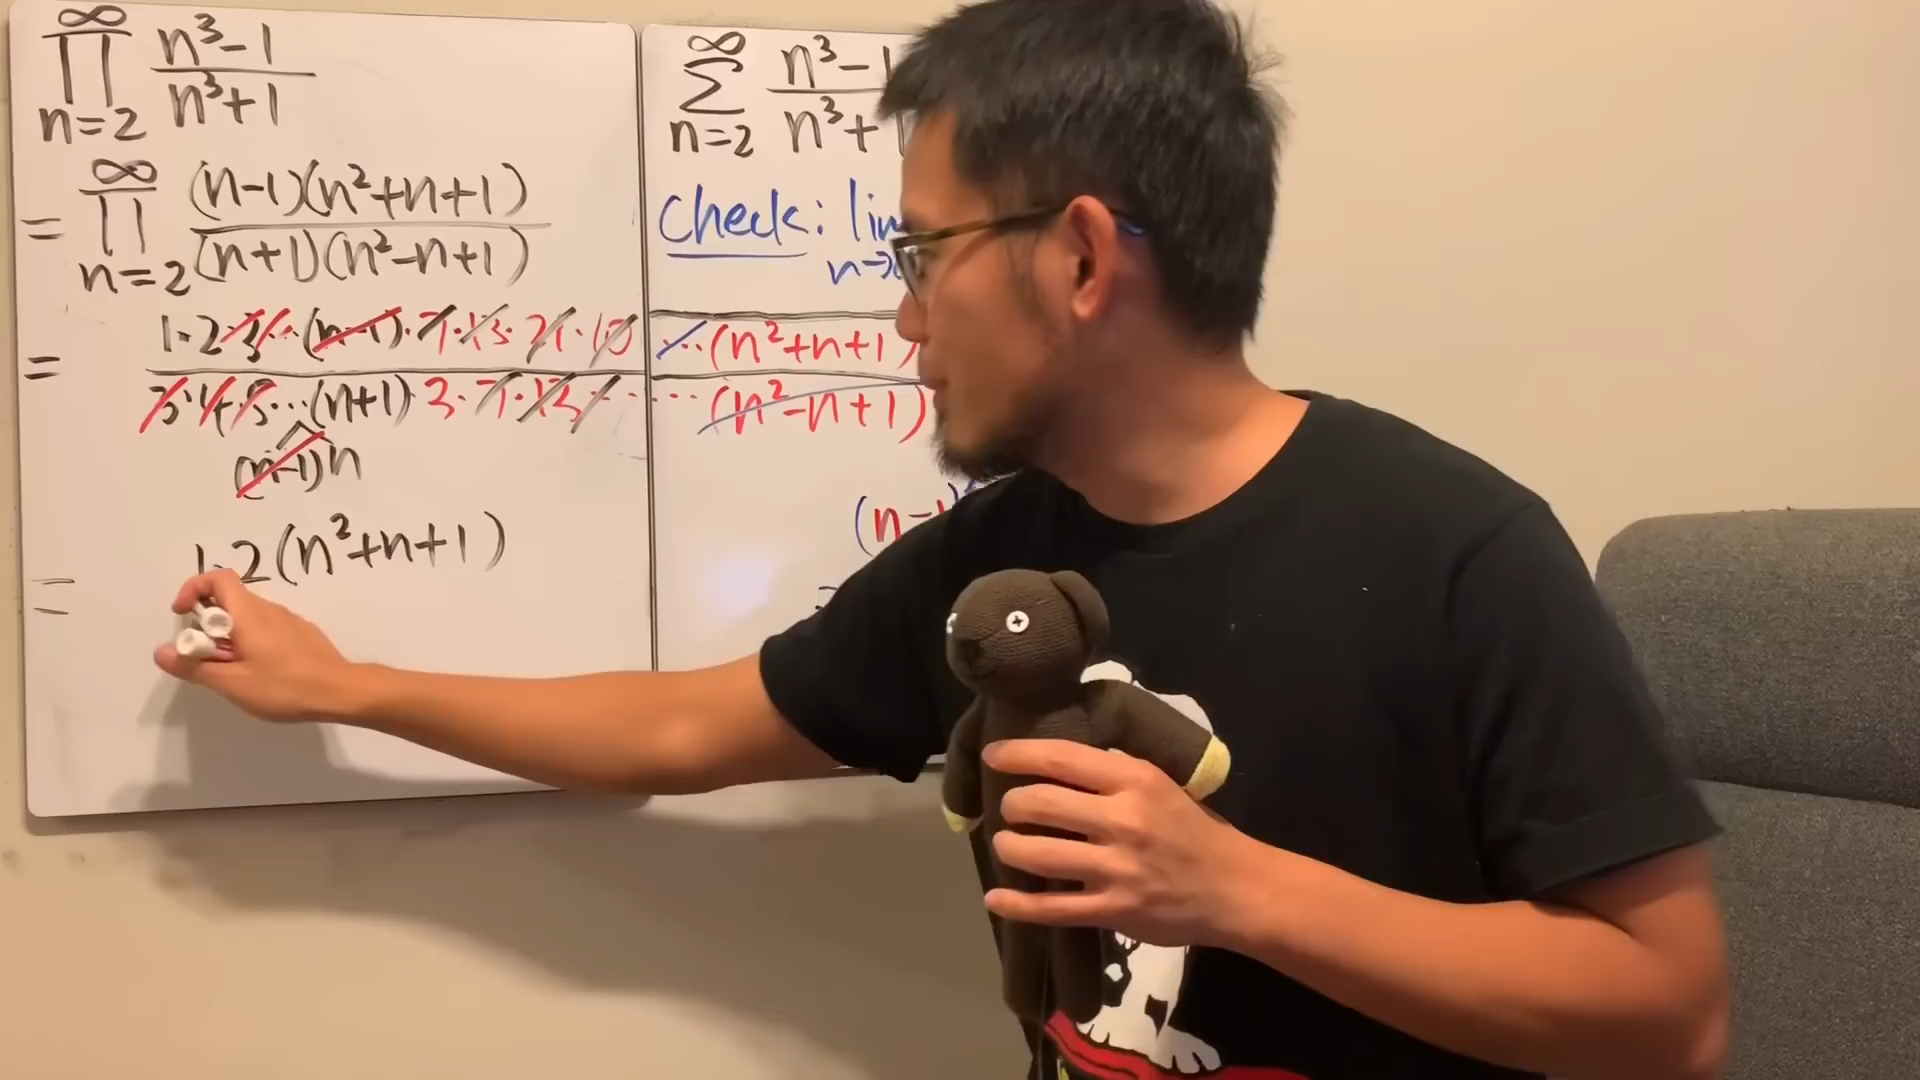 ∞
∏ n³-1
n=2 n³+1
= ∞
∏ (n-1)(n²+n+1)
n=2 (n+1)(n²-n+1)
= 1·2·3·...(n-1)·7·13·21· ...(n²+n+1)
3·4·5...(n+1)·3·7·13· ...(n²-n+1)
(n-1)n
= 1·2(n²+n+1)
∞
Σ n³-1
n=2 n³+1
Check: lim
n→
(n-1)